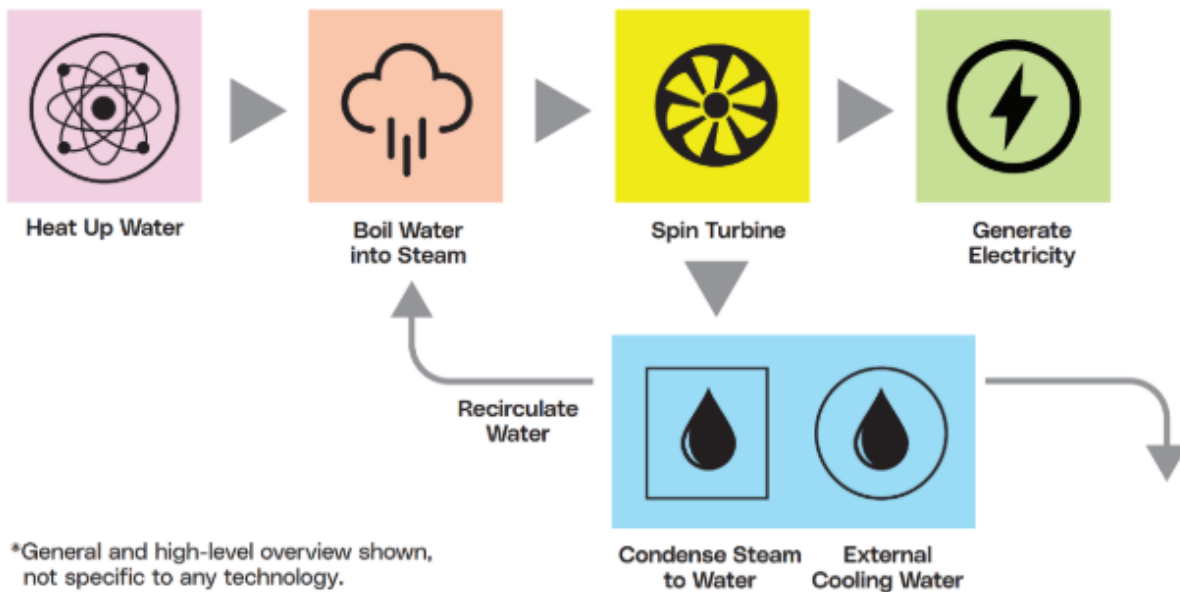 Heat Up Water
Boil Water
into Steam
Spin Turbine
Generate
Electricity
Recirculate
Water
Condense Steam
to Water
External
Cooling Water
*General and high-level overview shown,
not specific to any technology.